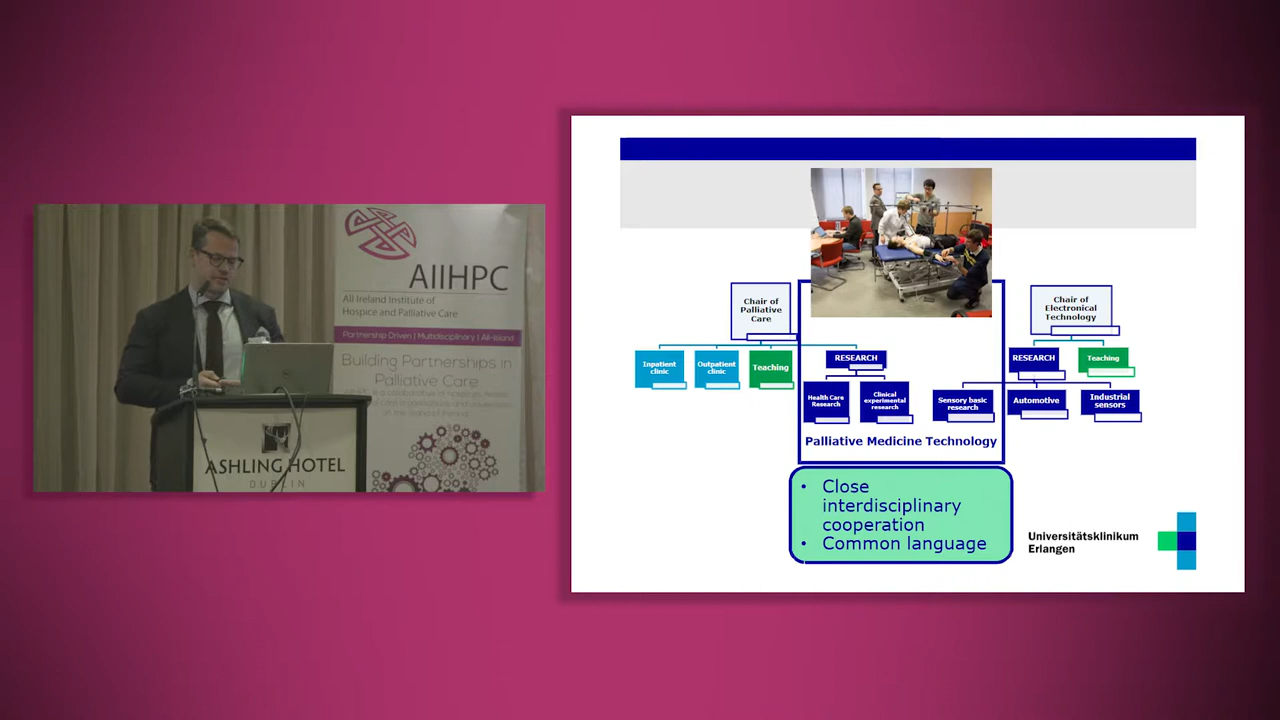 AIIHPC
All Ireland Institute of
Hospice and Palliative Care
Partnership Driven | Multidisciplinary | All-Island
Building Partnerships in
Palliative Care
ASHLING HOTEL
DUBLIN
Chair of
Palliative
Care
Inpatient
clinic
Outpatient
clinic
Teaching
RESEARCH
Health Care
Research
Clinical
experimental
research
Chair of
Electronical
Technology
RESEARCH
Teaching
Sensory basic
research
Automotive
Industrial
sensors
Palliative Medicine Technology
• Close
interdisciplinary
cooperation
• Common language
Universitätsklinikum
Erlangen